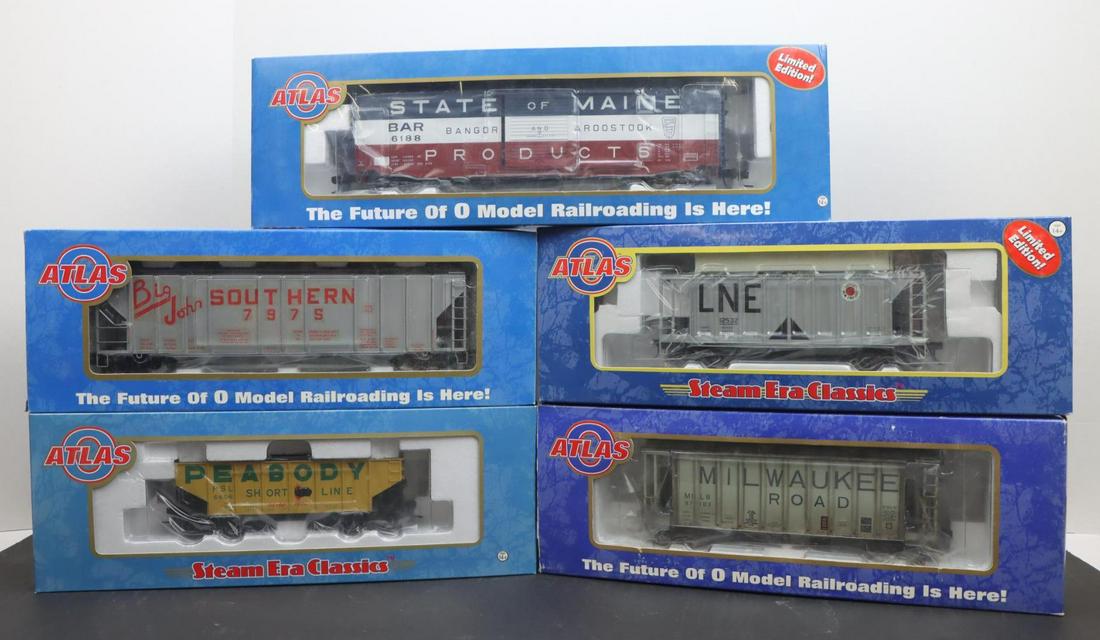 ATLAS
Limited
Edition!
STATE OF MAINE
BAR
6188
BANGOR AND AROOSTOOK
PRODUCTS
The Future Of O Model Railroading Is Here!
ATLAS
Big
John
SOUTHERN
7975
The Future Of O Model Railroading Is Here!
ATLAS
Limited
Edition!
LNE
Steam Era Classics
ATLAS
PEABODY
SHORT LINE
Steam Era Classics
ATLAS
MILWAUKEE
ROAD
MILW
The Future Of O Model Railroading Is Here!